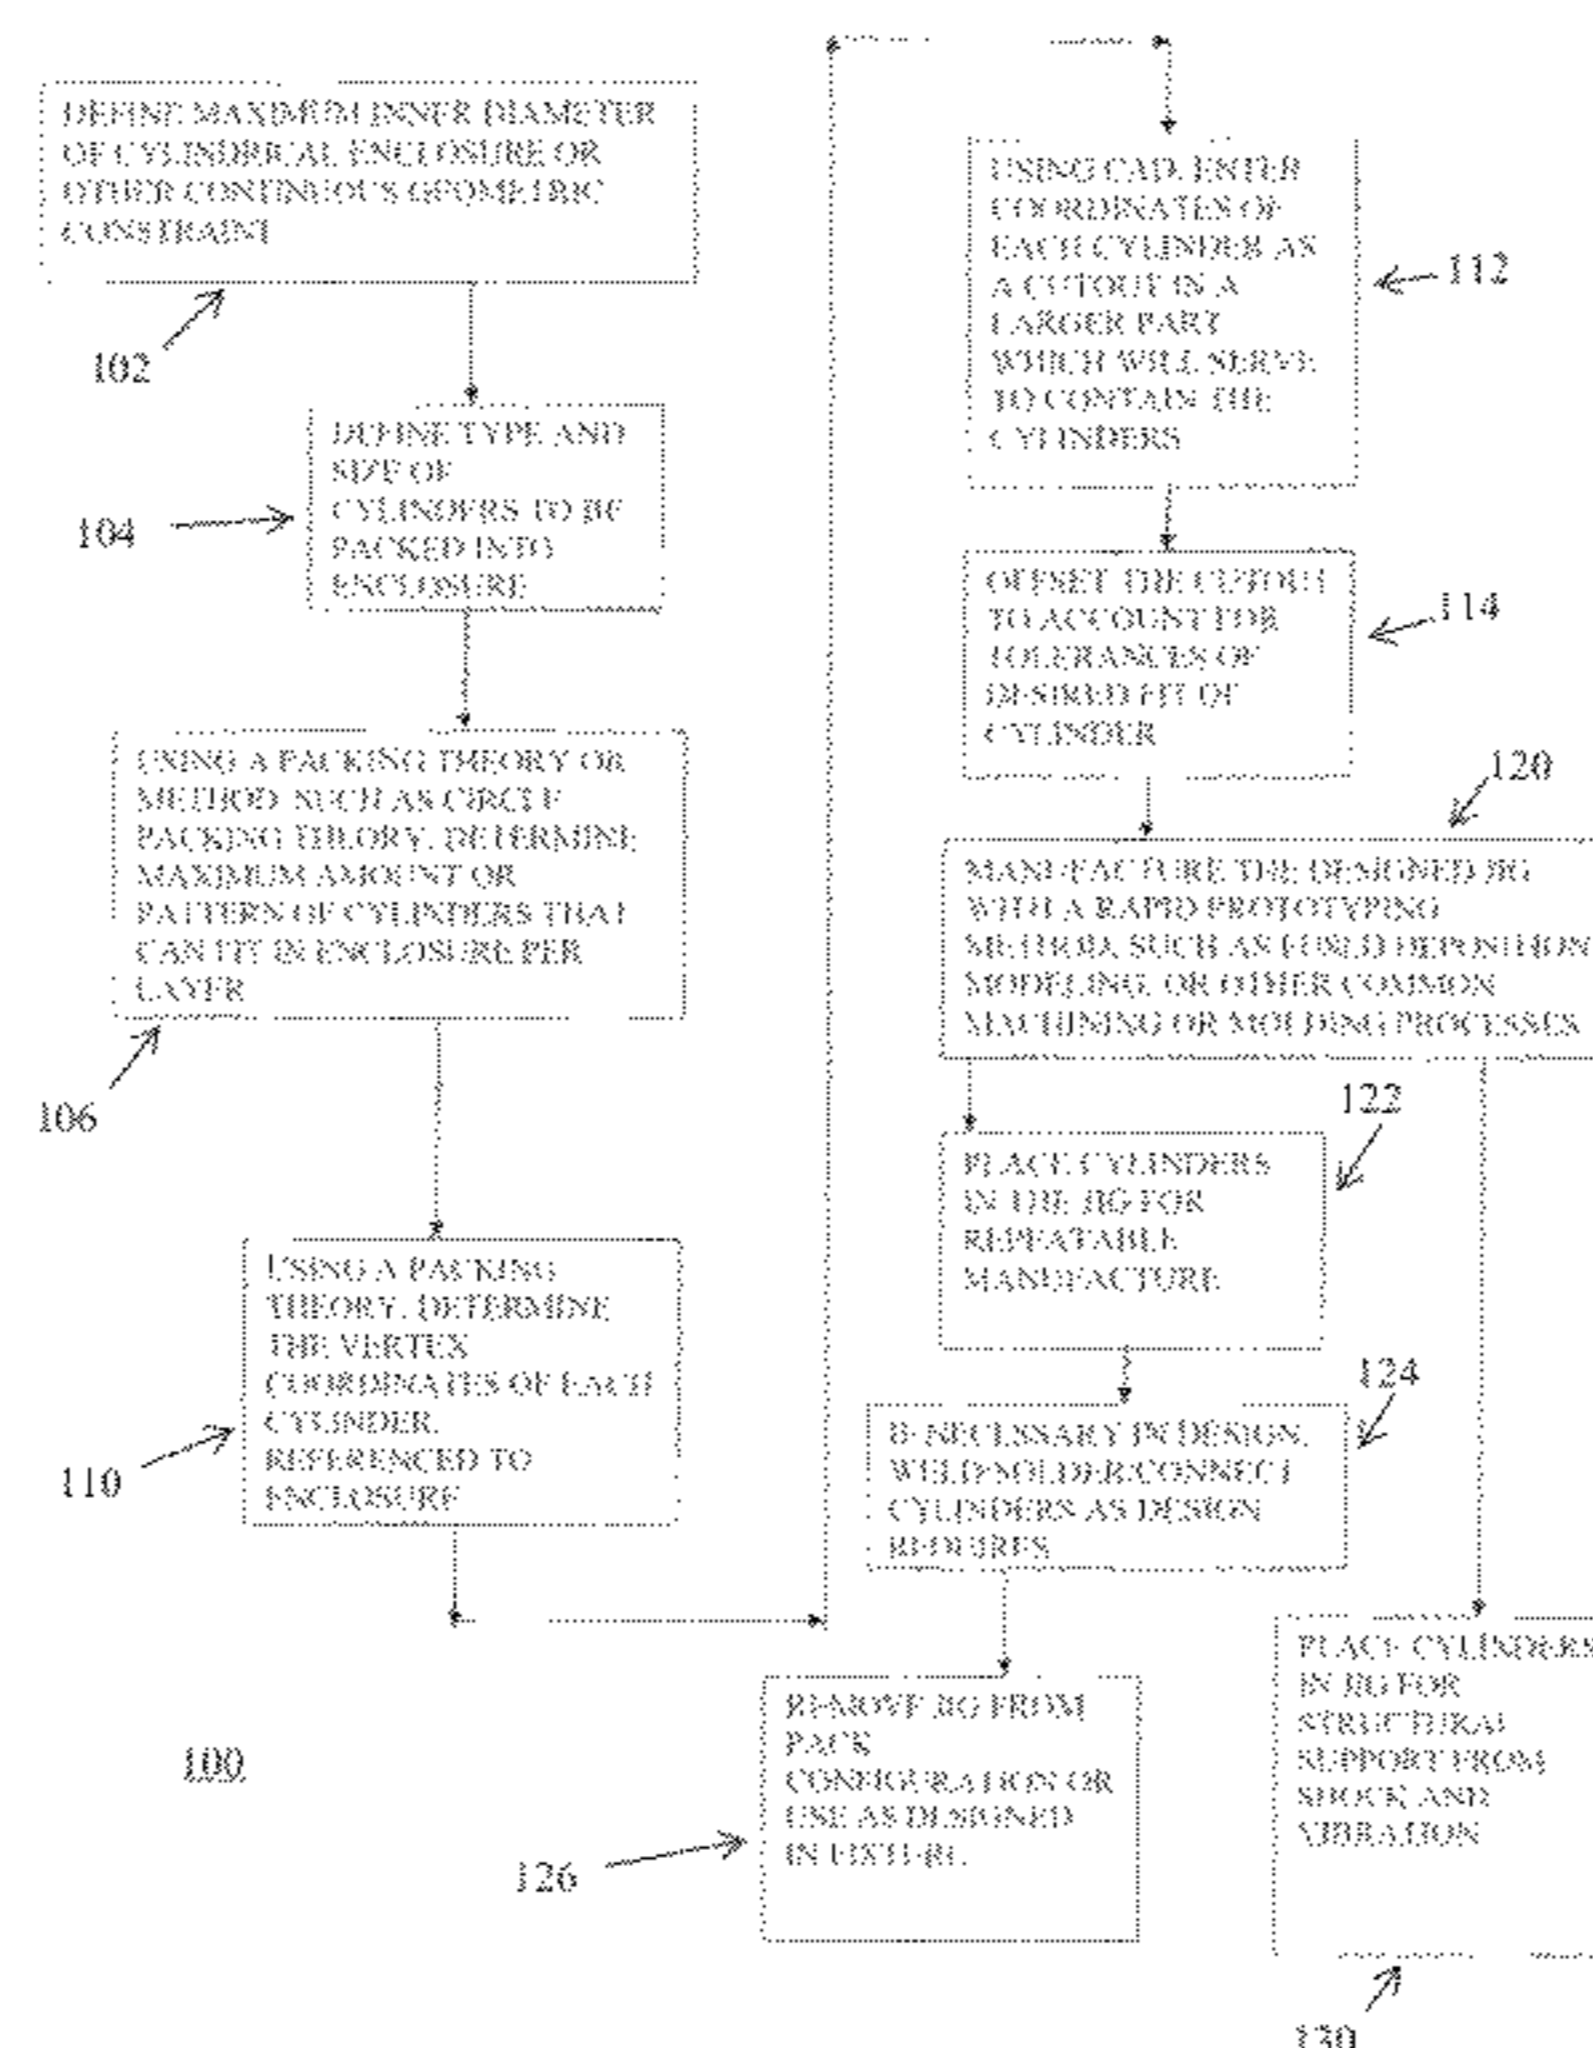 DEFINE MAXIMUM INNER DIAMETER
OF CYLINDRICAL ENCLOSURE OR
OTHER CONTINUOUS GEOMETRIC
CONSTRAINT
102
DEFINE TYPE AND
SIZE OF
CYLINDERS TO BE
PACKED INTO
ENCLOSURE
104
USING A PACKING THEORY OR
METHOD, SUCH AS CIRCLE
PACKING THEORY, DETERMINE
MAXIMUM AMOUNT OR
PATTERN OF CYLINDERS THAT
CAN FIT IN ENCLOSURE PER
LAYER
106
USING A PACKING
THEORY, DETERMINE
THE VERTEX
COORDINATES OF EACH
CYLINDER,
REFERENCED TO
ENCLOSURE
110
100
USING CAD, ENTER
COORDINATES OF
EACH CYLINDER AS
A CUTOUT IN A
LARGER PART
WHICH WILL SERVE
TO CONTAIN THE
CYLINDERS
112
OFFSET THE CUTOUT
TO ACCOUNT FOR
TOLERANCES OF
DESIRED FIT OF
CYLINDER
114
120
MANUFACTURE THE DESIGNED JIG
WITH A RAPID PROTOTYPING
METHOD, SUCH AS FUSED DEPOSITION
MODELING, OR OTHER COMMON
MACHINING OR MOLDING PROCESSES
122
PLACE CYLINDERS
IN THE JIG FOR
REPEATABLE
MANUFACTURE
124
IF NECESSARY IN DESIGN,
WELD/SOLDER/CONNECT
CYLINDERS AS DESIGN
REQUIRES
REMOVE JIG FROM
PACK
CONFIGURATION OR
USE AS DESIGNED
IN FIXTURE.
126
PLACE CYLINDERS
IN JIG FOR
STRUCTURAL
SUPPORT FROM
SHOCK AND
VIBRATION
130